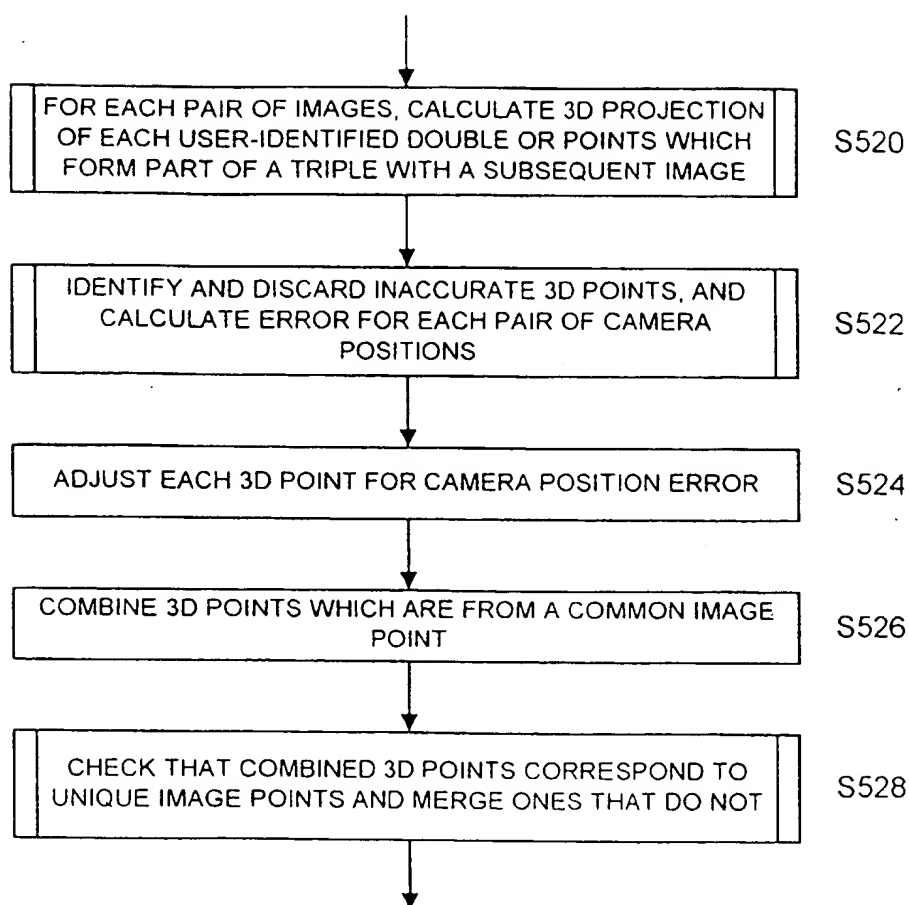 FOR EACH PAIR OF IMAGES, CALCULATE 3D PROJECTION
OF EACH USER-IDENTIFIED DOUBLE OR POINTS WHICH
FORM PART OF A TRIPLE WITH A SUBSEQUENT IMAGE
S520
IDENTIFY AND DISCARD INACCURATE 3D POINTS, AND
CALCULATE ERROR FOR EACH PAIR OF CAMERA
POSITIONS
S522
ADJUST EACH 3D POINT FOR CAMERA POSITION ERROR
S524
COMBINE 3D POINTS WHICH ARE FROM A COMMON IMAGE
POINT
S526
CHECK THAT COMBINED 3D POINTS CORRESPOND TO
UNIQUE IMAGE POINTS AND MERGE ONES THAT DO NOT
S528